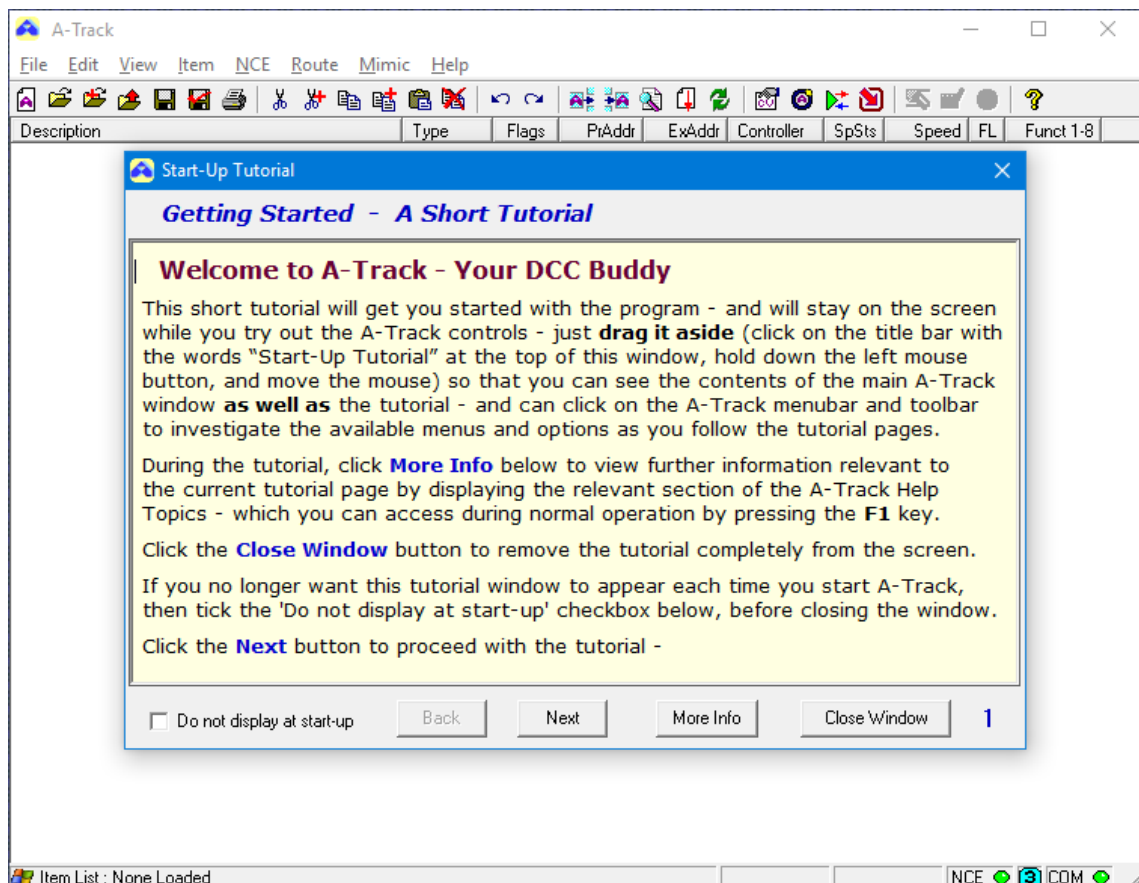 A-Track
File Edit View Item NCE Route Mimic Help
Description Type Flags PrAddr ExAddr Controller SpSts Speed FL Funct 1-8
Start-Up Tutorial
Getting Started - A Short Tutorial
Welcome to A-Track - Your DCC Buddy
This short tutorial will get you started with the program - and will stay on the screen
while you try out the A-Track controls - just drag it aside (click on the title bar with
the words “Start-Up Tutorial” at the top of this window, hold down the left mouse
button, and move the mouse) so that you can see the contents of the main A-Track
window as well as the tutorial - and can click on the A-Track menubar and toolbar
to investigate the available menus and options as you follow the tutorial pages.
During the tutorial, click More Info below to view further information relevant to
the current tutorial page by displaying the relevant section of the A-Track Help
Topics - which you can access during normal operation by pressing the F1 key.
Click the Close Window button to remove the tutorial completely from the screen.
If you no longer want this tutorial window to appear each time you start A-Track,
then tick the 'Do not display at start-up' checkbox below, before closing the window.
Click the Next button to proceed with the tutorial -
Do not display at start-up Back Next More Info Close Window 1
Item List : None Loaded NCE 3 COM